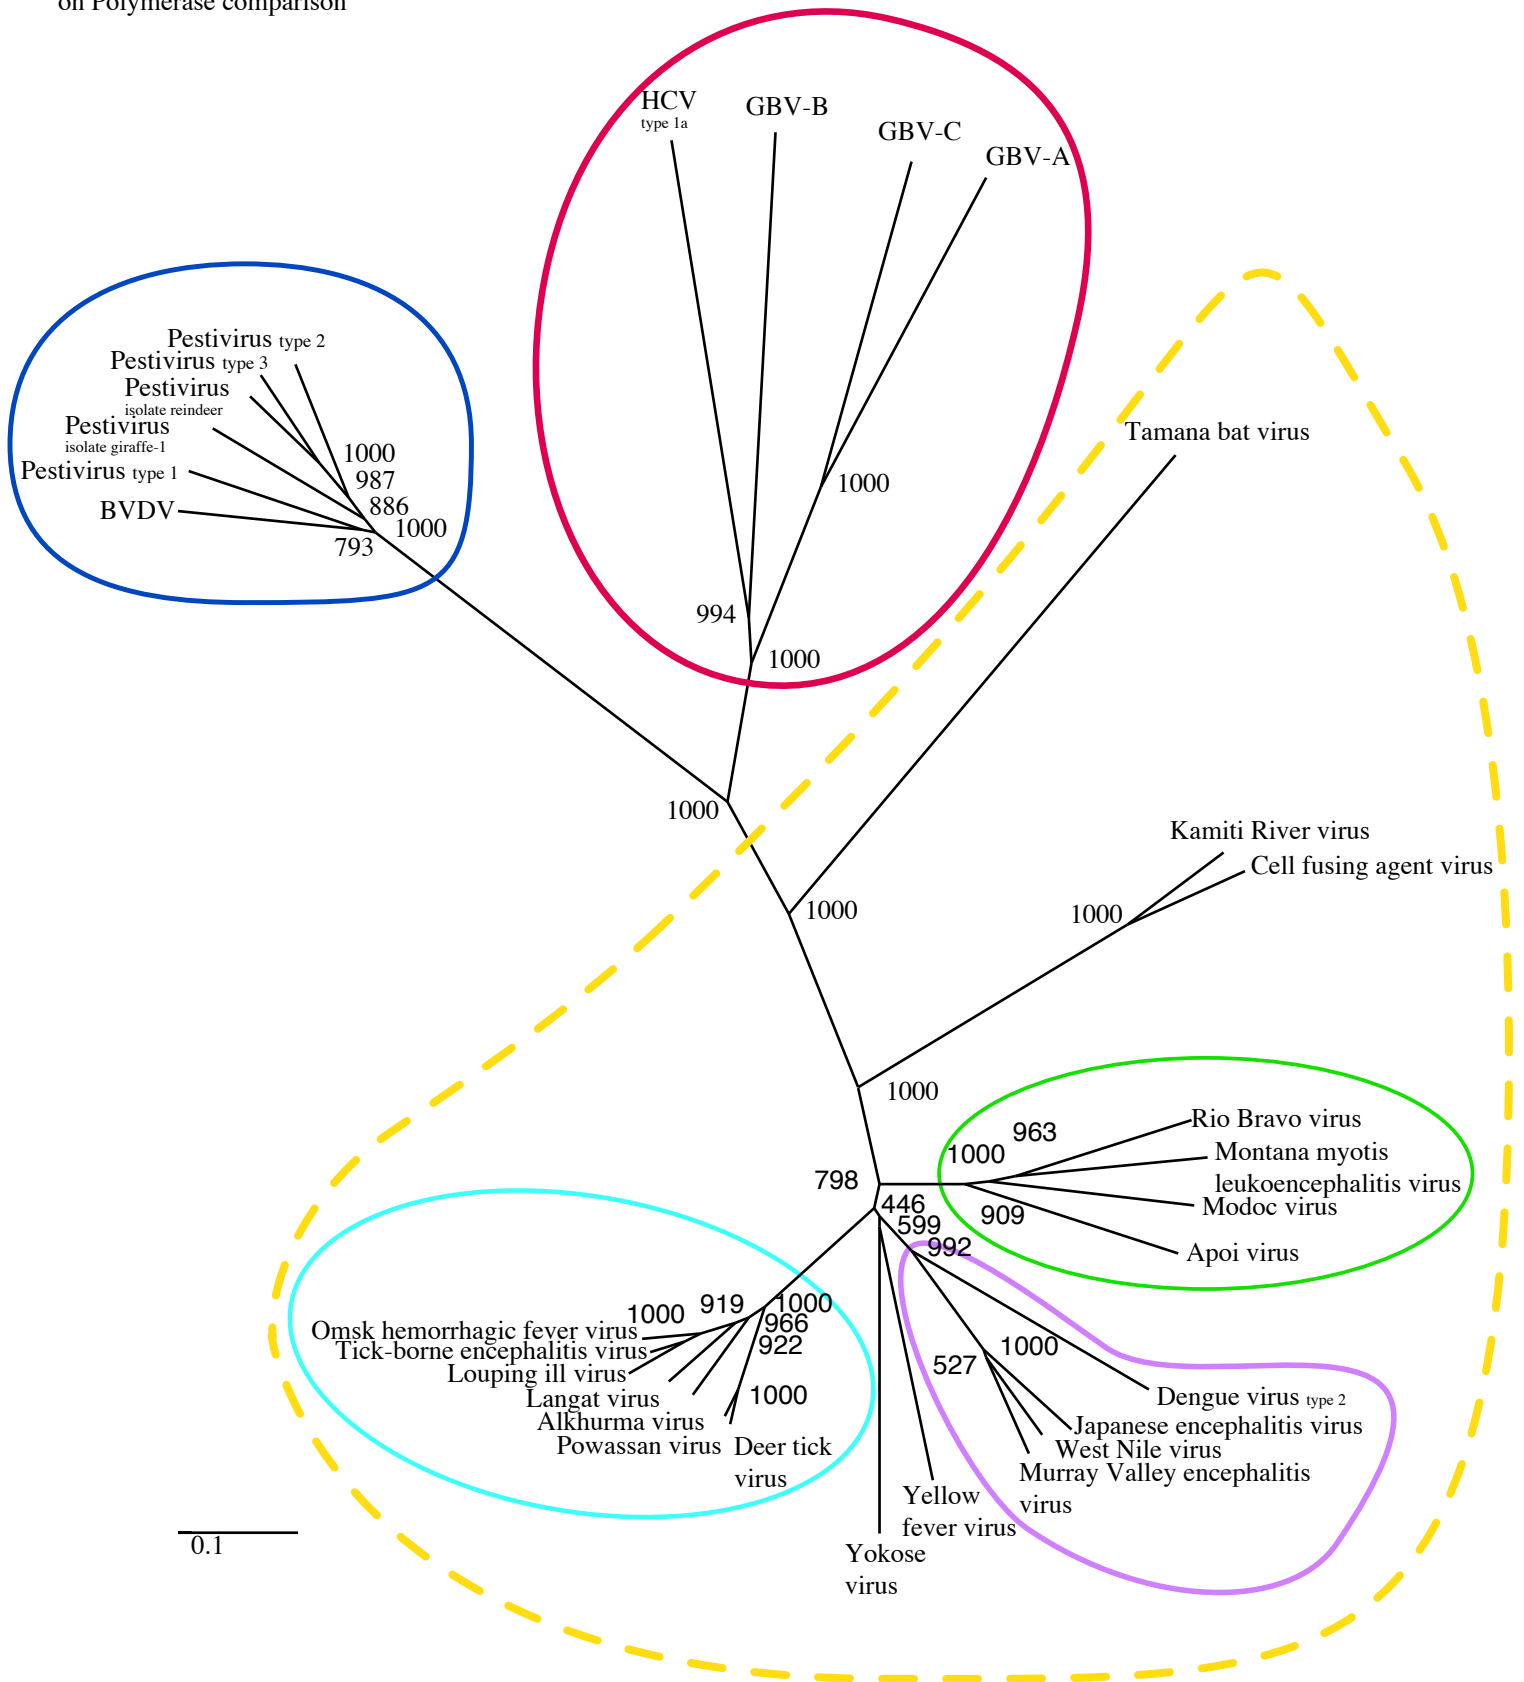 on Polymerase comparison
HCV
type 1a
GBV-B
GBV-C
GBV-A
Pestivirus type 2
Pestivirus type 3
Pestivirus
isolate reindeer
Pestivirus
isolate giraffe-1
Pestivirus type 1
BVDV
1000
987
886
1000
793
1000
994
1000
Tamana bat virus
1000
1000
Kamiti River virus
Cell fusing agent virus
1000
1000
963
1000
Rio Bravo virus
Montana myotis
leukoencephalitis virus
Modoc virus
Apoi virus
909
798
446
599
992
1000
919
1000
966
922
1000
Omsk hemorrhagic fever virus
Tick-borne encephalitis virus
Louping ill virus
Langat virus
Alkhurma virus
Powassan virus
Deer tick
virus
1000
527
Dengue virus type 2
Japanese encephalitis virus
West Nile virus
Murray Valley encephalitis
virus
Yellow
fever virus
Yokose
virus
0.1